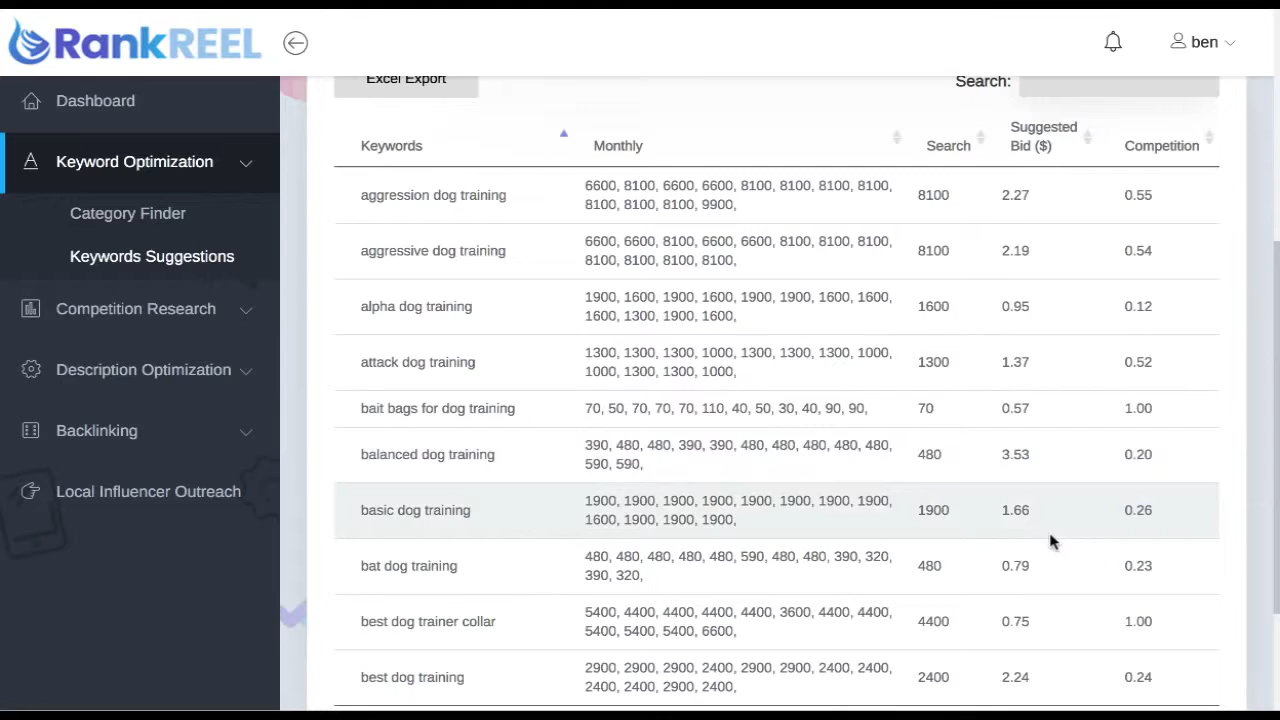 RankREEL
ben
Dashboard
Keyword Optimization
Category Finder
Keywords Suggestions
Competition Research
Description Optimization
Backlinking
Local Influencer Outreach
Excel Export
Search:
Keywords Monthly Search Suggested Bid ($) Competition
aggression dog training 6600, 8100, 6600, 6600, 8100, 8100, 8100, 8100, 8100 2.27 0.55
8100, 8100, 8100, 9900,
aggressive dog training 6600, 6600, 8100, 6600, 6600, 8100, 8100, 8100, 8100 2.19 0.54
8100, 8100, 8100, 8100,
alpha dog training 1900, 1600, 1900, 1600, 1900, 1900, 1600, 1600, 1600 0.95 0.12
1600, 1300, 1900, 1600,
attack dog training 1300, 1300, 1300, 1000, 1300, 1300, 1300, 1000, 1300 1.37 0.52
1000, 1300, 1300, 1000,
bait bags for dog training 70, 50, 70, 70, 70, 110, 40, 50, 30, 40, 90, 90, 70 0.57 1.00
balanced dog training 390, 480, 480, 390, 390, 480, 480, 480, 480, 480, 480 3.53 0.20
590, 590,
basic dog training 1900, 1900, 1900, 1900, 1900, 1900, 1900, 1900, 1900 1.66 0.26
1600, 1900, 1900, 1900,
bat dog training 480, 480, 480, 480, 480, 590, 480, 480, 390, 320, 480 0.79 0.23
390, 320,
best dog trainer collar 5400, 4400, 4400, 4400, 4400, 3600, 4400, 4400, 4400 0.75 1.00
5400, 5400, 5400, 6600,
best dog training 2900, 2900, 2900, 2400, 2900, 2900, 2400, 2400, 2400 2.24 0.24
2400, 2400, 2900, 2400,